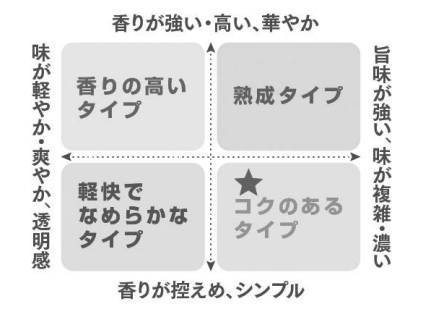 香りが強い・高い、華やか
味が軽やか・爽やか、透明感
香りの高い
タイプ
熟成タイプ
旨味が強い、味が複雑・濃い
軽快で
なめらかな
タイプ
コクのある
タイプ
香りが控えめ、シンプル